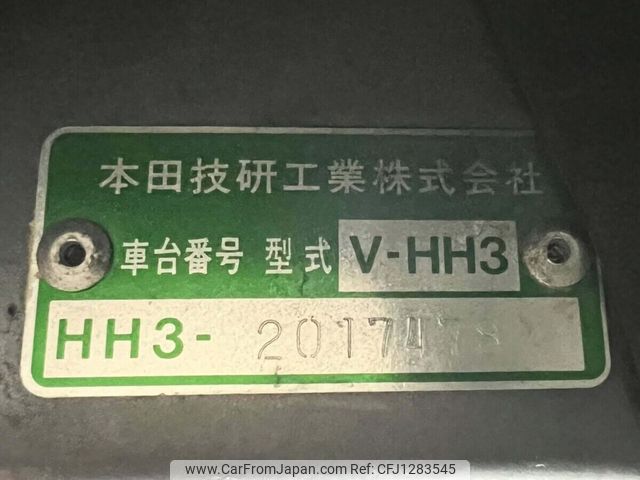 本田技研工業株式会社
車台番号 型式 V-HH3
HH3- 2017478
www.CarFromJapan.com - CFJ1283545